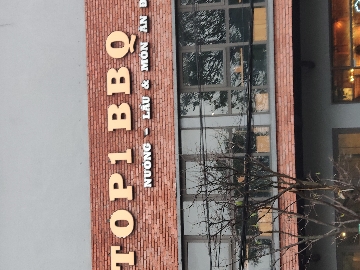 TOP1 BBQ
NƯỚNG - LẨU & MÓN ĂN